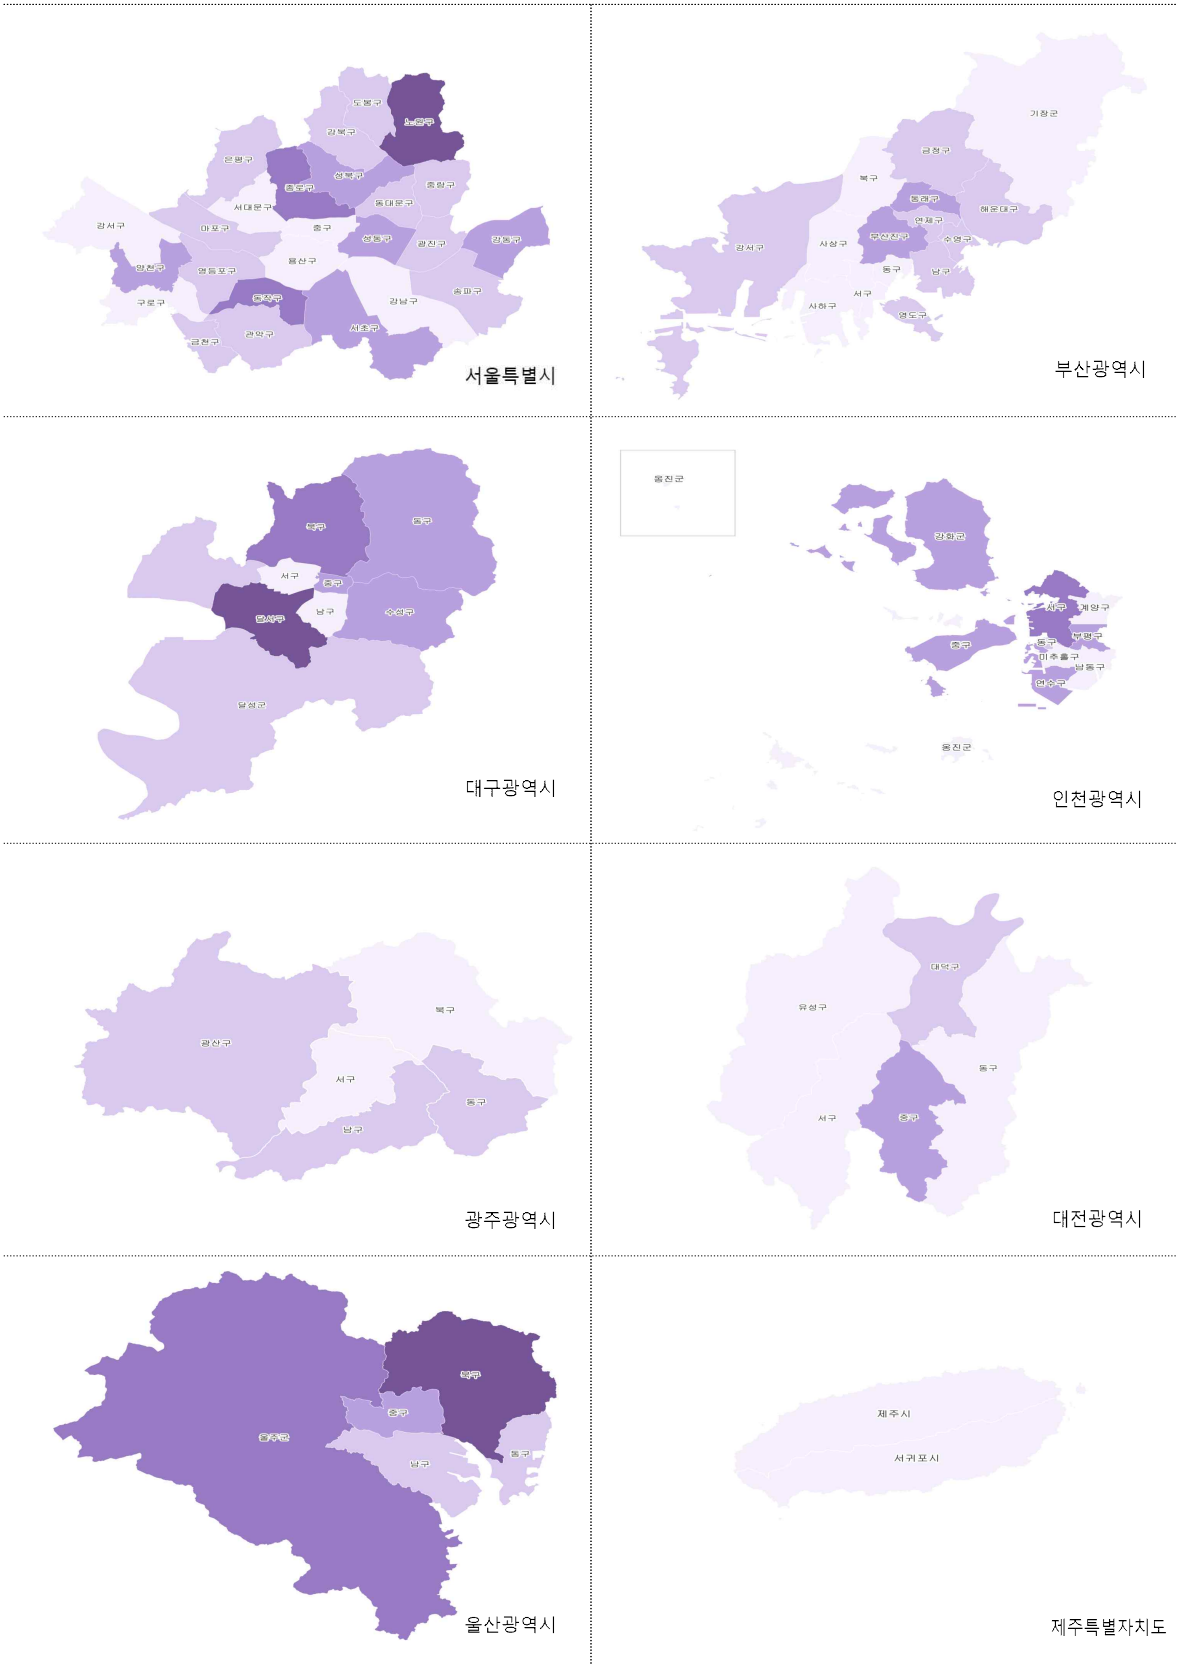 도봉구
노원구
강북구
은평구
성북구
종로구
중랑구
동대문구
서대문구
강서구
마포구
중구
성동구
광진구
강동구
용산구
양천구
영등포구
송파구
구로구
동작구
강남구
서초구
관악구
금천구
서울특별시
기장군
금정구
북구
동래구
해운대구
연제구
부산진구
수영구
강서구
사상구
동구
남구
서구
사하구
영도구
부산광역시
북구
동구
서구
중구
달서구
남구
수성구
달성군
대구광역시
옹진군
강화군
서구
계양구
부평구
동구
중구
미추홀구
남동구
연수구
옹진군
인천광역시
북구
광산구
서구
동구
남구
광주광역시
대덕구
유성구
동구
서구
중구
대전광역시
북구
중구
울주군
동구
남구
울산광역시
제주시
서귀포시
제주특별자치도